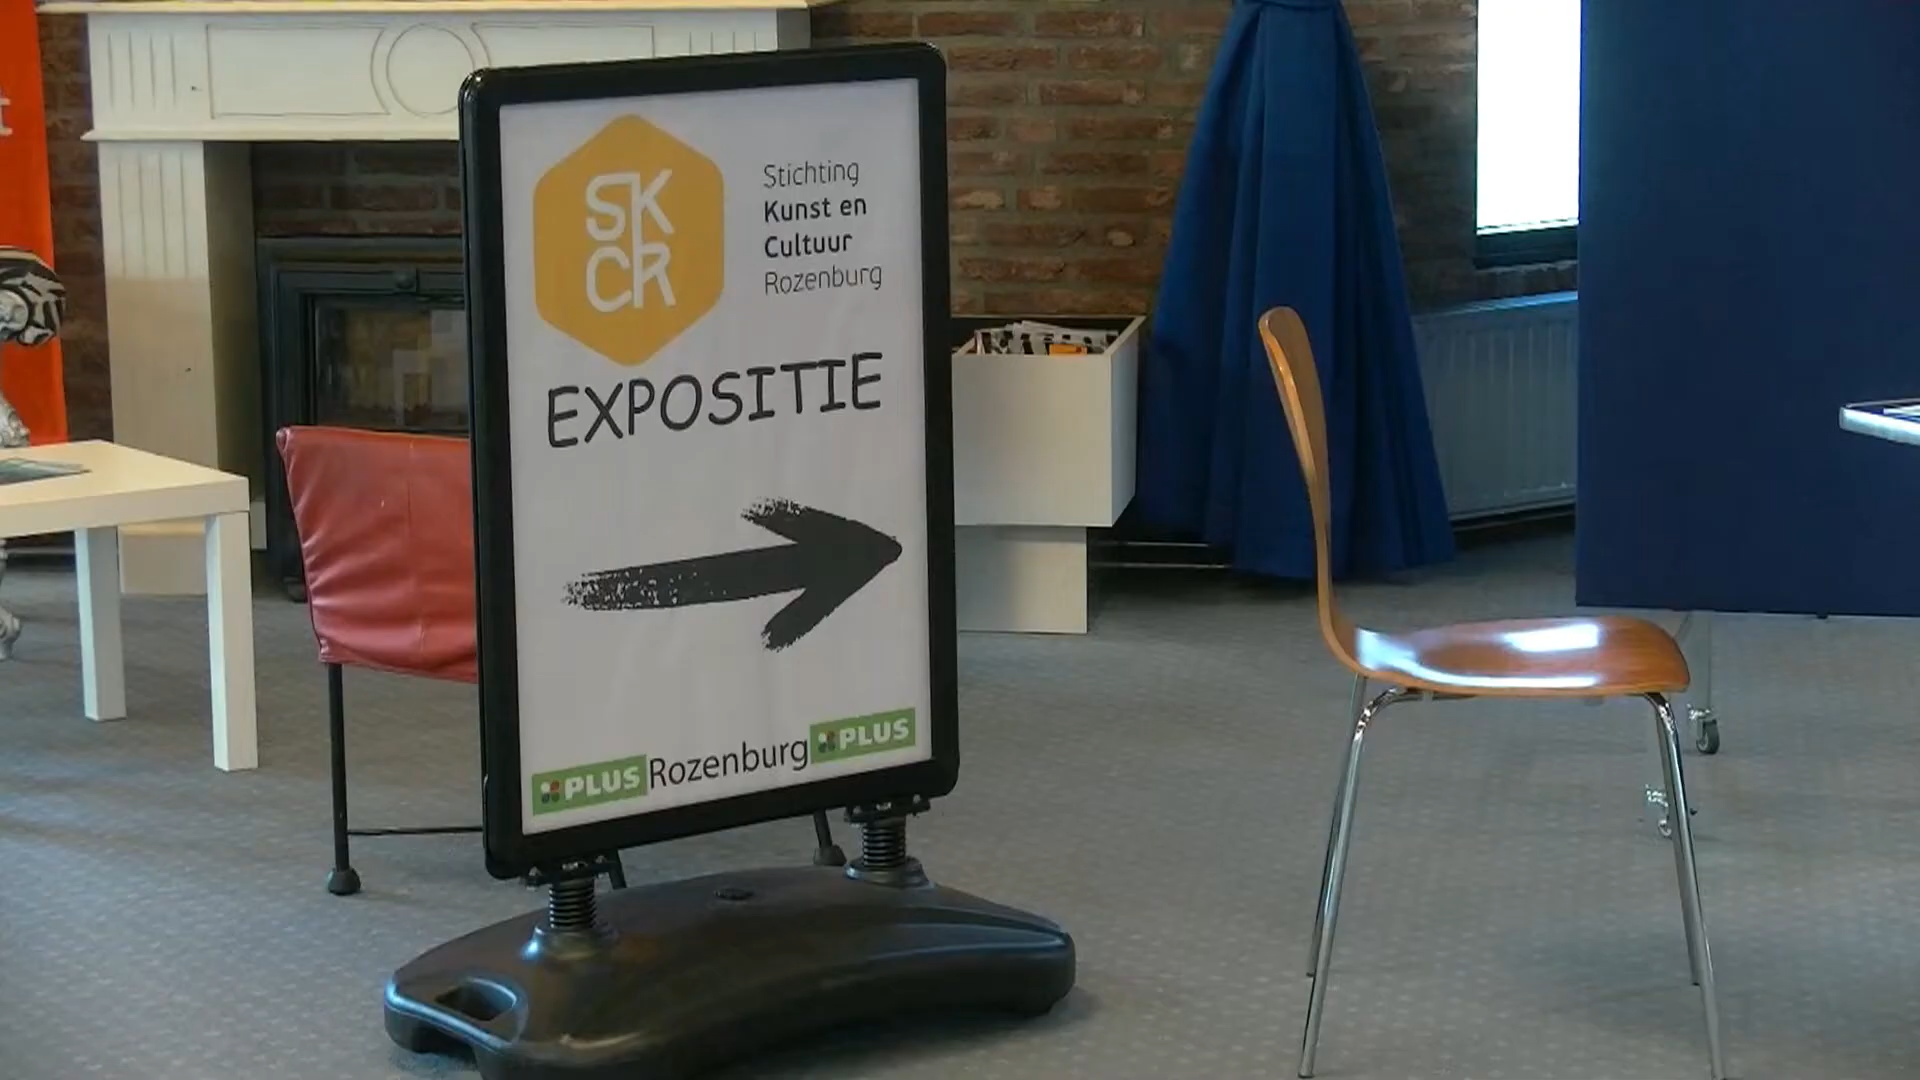 SK
CR
Stichting
Kunst en
Cultuur
Rozenburg
EXPOSITIE
PLUS Rozenburg PLUS